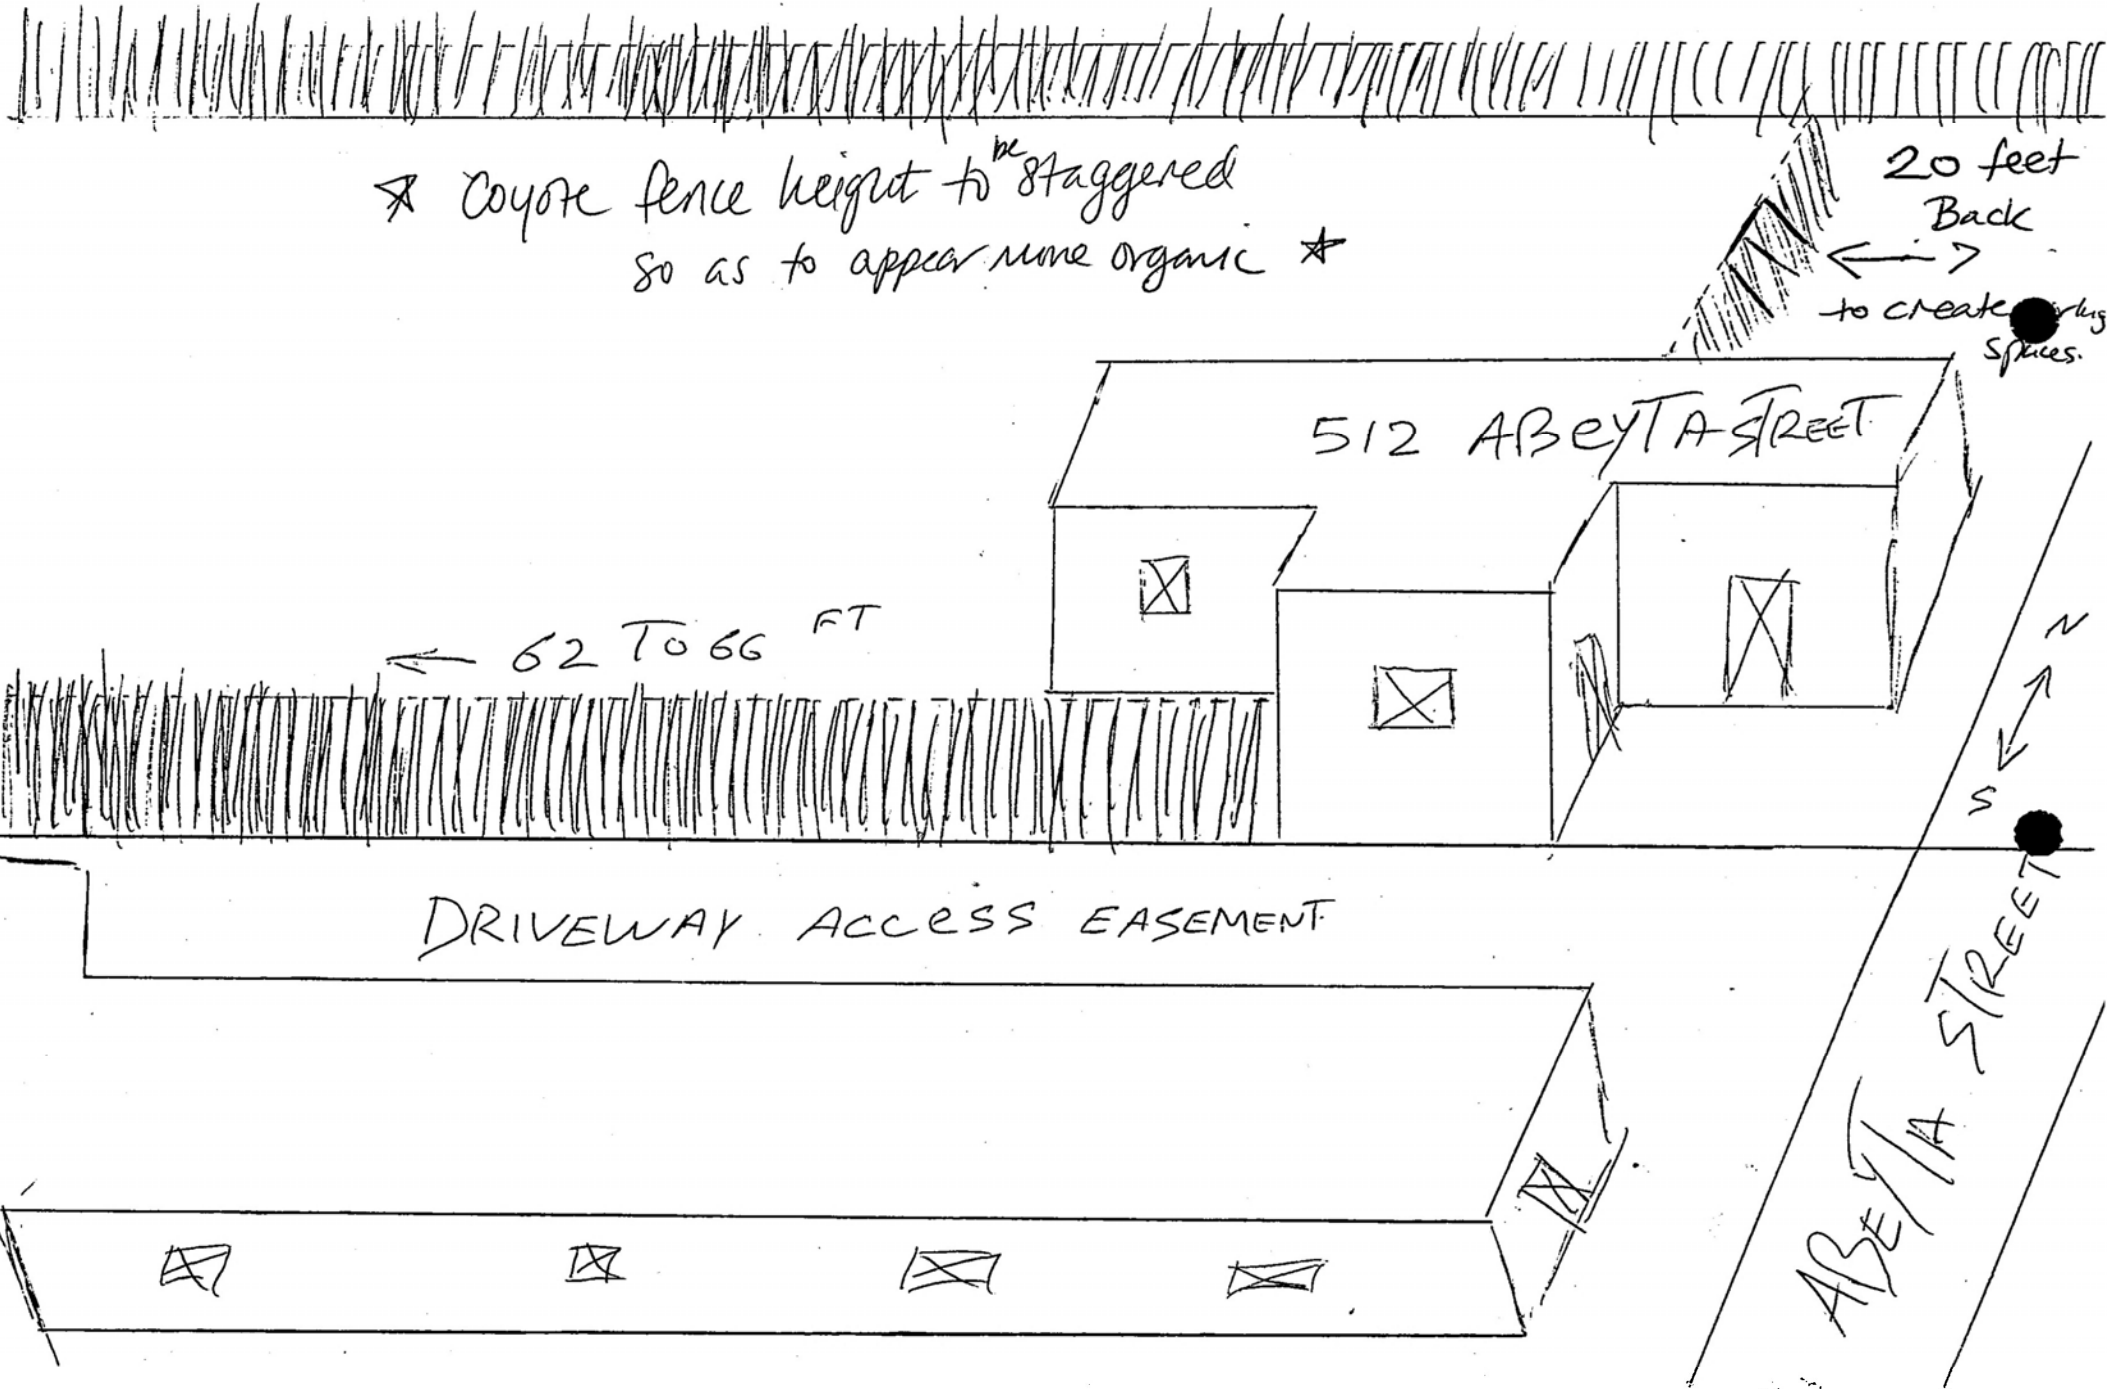 ☆ Coyote fence height to be staggered
so as to appear more organic ☆
20 feet
Back
to create
spaces.
512 ABEYTA STREET
← 62 TO 66 FT
N
S
DRIVEWAY ACCESS EASEMENT
ABEYTA STREET